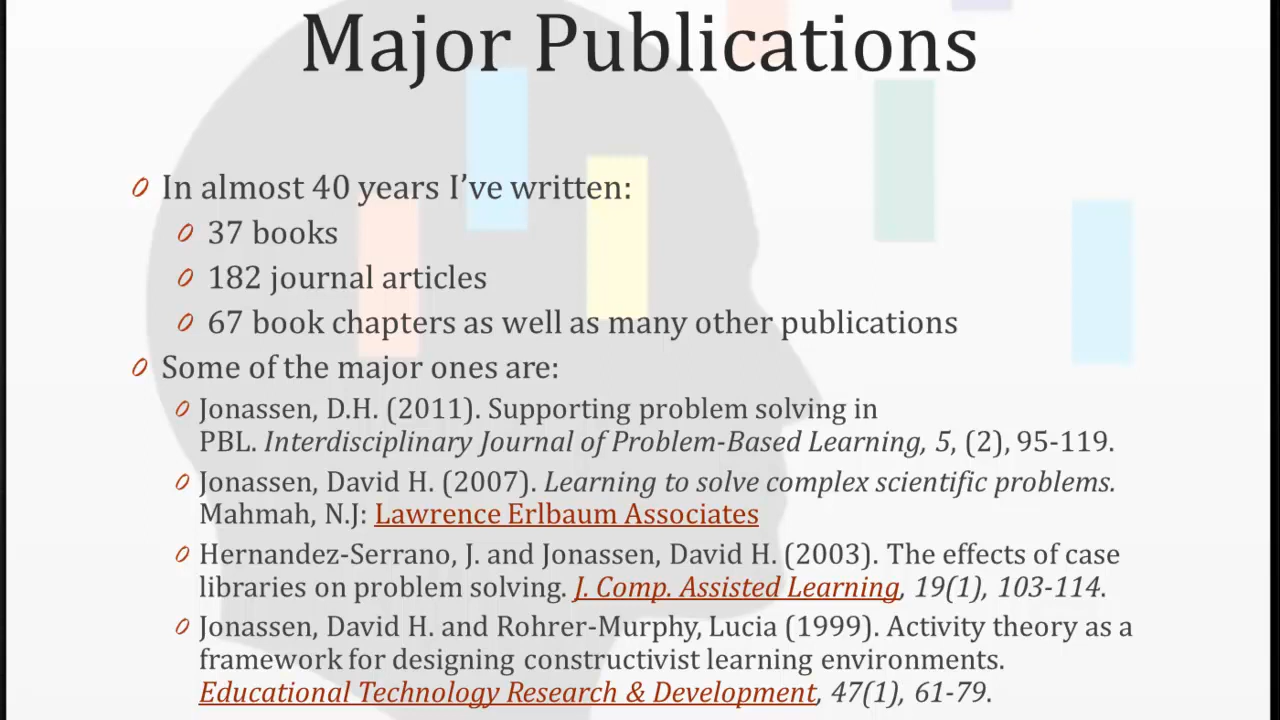 Major Publications
In almost 40 years I’ve written:
37 books
182 journal articles
67 book chapters as well as many other publications
Some of the major ones are:
Jonassen, D.H. (2011). Supporting problem solving in
PBL. Interdisciplinary Journal of Problem-Based Learning, 5, (2), 95-119.
Jonassen, David H. (2007). Learning to solve complex scientific problems.
Mahmah, N.J: Lawrence Erlbaum Associates
Hernandez-Serrano, J. and Jonassen, David H. (2003). The effects of case
libraries on problem solving. J. Comp. Assisted Learning, 19(1), 103-114.
Jonassen, David H. and Rohrer-Murphy, Lucia (1999). Activity theory as a
framework for designing constructivist learning environments.
Educational Technology Research & Development, 47(1), 61-79.